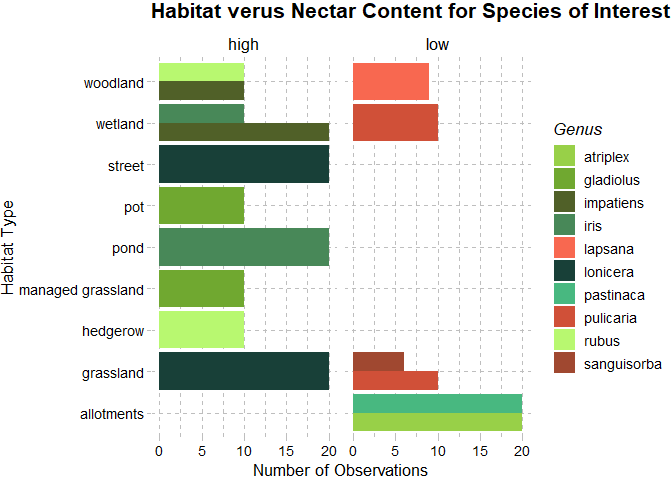 Habitat verus Nectar Content for Species of Interest
high low
woodland
wetland
street
pot
pond
managed grassland
hedgerow
grassland
allotments
0 5 10 15 20 0 5 10 15 20
Number of Observations
Habitat Type
Genus
atriplex
gladiolus
impatiens
iris
lapsana
lonicera
pastinaca
pulicaria
rubus
sanguisorba